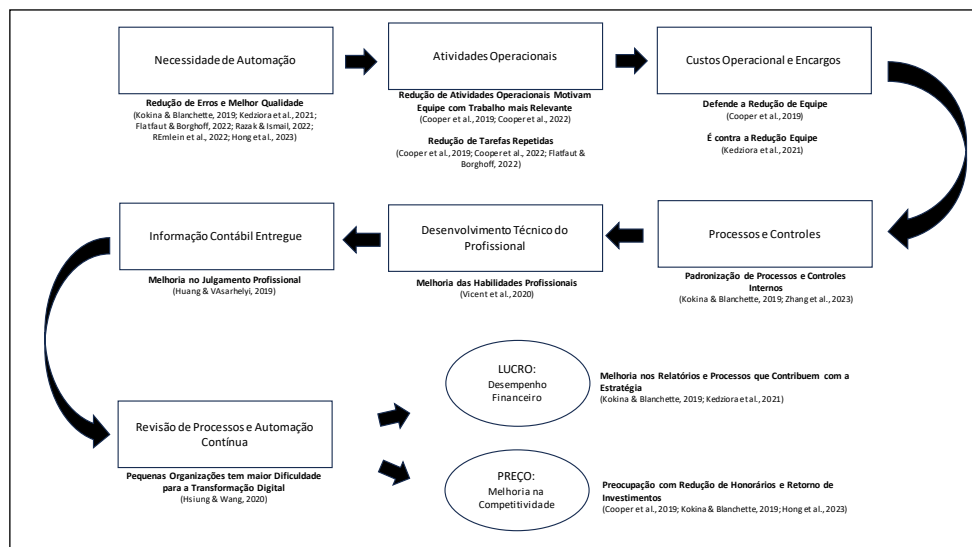 Necessidade de Automação
Redução de Erros e Melhor Qualidade
(Kokina & Blanchette, 2019; Kedziora et al., 2021;
Flatfaut & Borghoff, 2022; Razak & Ismail, 2022;
REmlein et al., 2022; Hong et al., 2023)
Atividades Operacionais
Redução de Atividades Operacionais Motivam
Equipe com Trabalho mais Relevante
(Cooper et al., 2019; Cooper et al., 2022)
Redução de Tarefas Repetidas
(Cooper et al., 2019; Cooper et al., 2022; Flatfaut &
Borghoff, 2022)
Custos Operacional e Encargos
Defende a Redução de Equipe
(Cooper et al., 2019)
É contra a Redução Equipe
(Kedziora et al., 2021)
Processos e Controles
Padronização de Processos e Controles
Internos
(Kokina & Blanchette, 2019; Zhang et al., 2023)
Desenvolvimento Técnico do
Profissional
Melhoria das Habilidades Profissionais
(Vicent et al., 2020)
Informação Contábil Entregue
Melhoria no Julgamento Profissional
(Huang & VAsarhelyi, 2019)
Revisão de Processos e Automação
Contínua
Pequenas Organizações tem maior Dificuldade
para a Transformação Digital
(Hsiung & Wang, 2020)
LUCRO:
Desempenho
Financeiro
Melhoria nos Relatórios e Processos que Contribuem com a
Estratégia
(Kokina & Blanchette, 2019; Kedziora et al., 2021)
PREÇO:
Melhoria na
Competitividade
Preocupação com Redução de Honorários e Retorno de
Investimentos
(Cooper et al., 2019; Kokina & Blanchette, 2019; Hong et al., 2023)